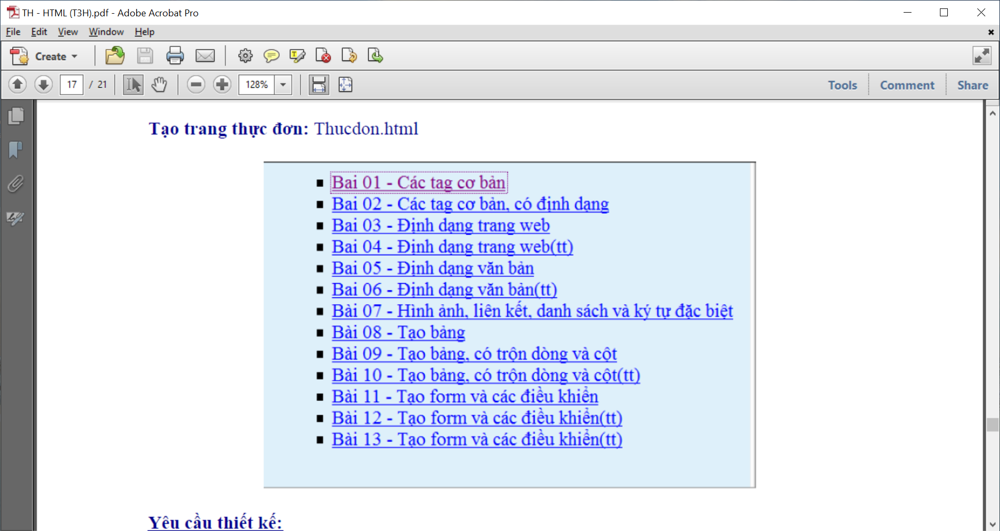 TH - HTML (T3H).pdf - Adobe Acrobat Pro
File Edit View Window Help
Create
17 / 21 128% Tools Comment Share
Tạo trang thực đơn: Thucdon.html
Bai 01 - Các tag cơ bản
Bai 02 - Các tag cơ bản, có định dạng
Bai 03 - Định dạng trang web
Bai 04 - Định dạng trang web(tt)
Bai 05 - Định dạng văn bản
Bai 06 - Định dạng văn bản(tt)
Bài 07 - Hình ảnh, liên kết, danh sách và ký tự đặc biệt
Bài 08 - Tạo bảng
Bài 09 - Tạo bảng, có trộn dòng và cột
Bài 10 - Tạo bảng, có trộn dòng và cột(tt)
Bài 11 - Tạo form và các điều khiển
Bài 12 - Tạo form và các điều khiển(tt)
Bài 13 - Tạo form và các điều khiển(tt)
Yêu cầu thiết kế: